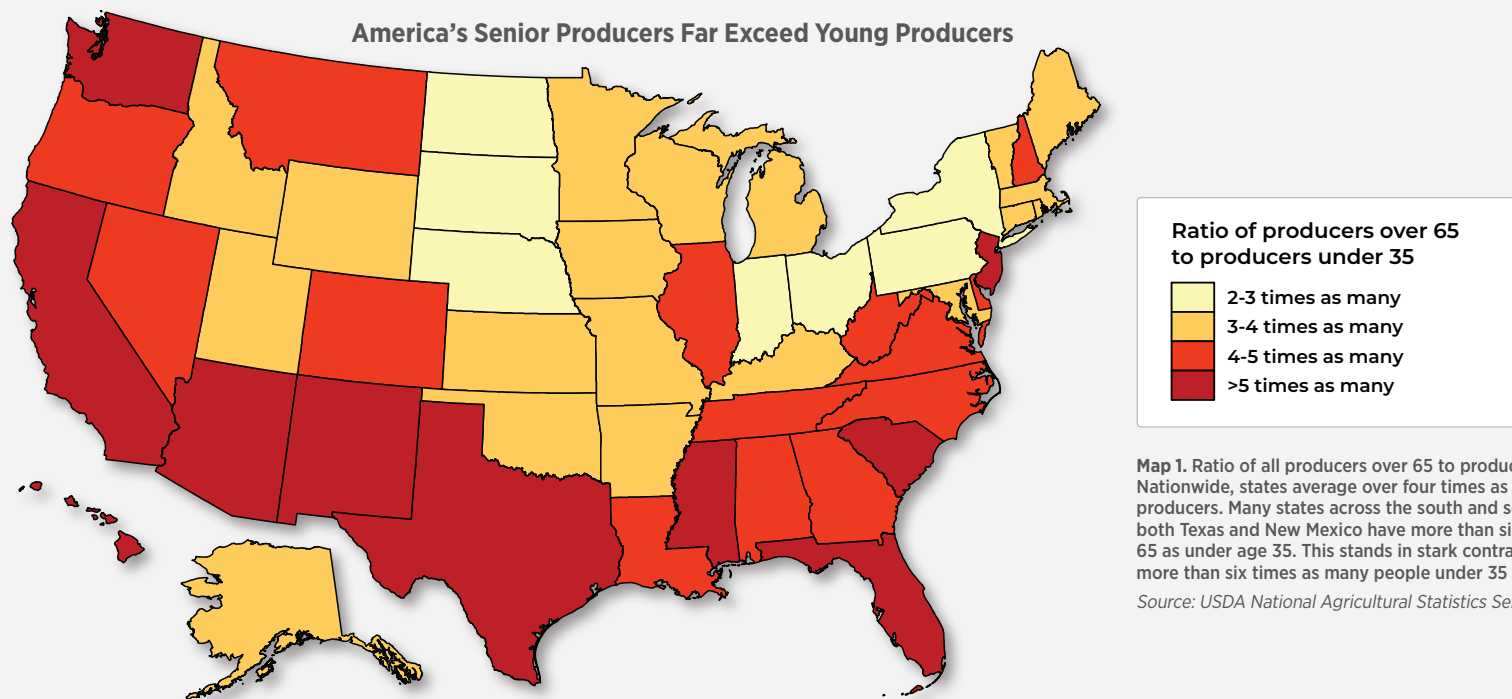 America's Senior Producers Far Exceed Young Producers
Ratio of producers over 65
to producers under 35
2-3 times as many
3-4 times as many
4-5 times as many
>5 times as many
Map 1. Ratio of all producers over 65 to
Nationwide, states average over four times as
producers. Many states across the south and
both Texas and New Mexico have more than
65 as under age 35. This stands in stark
more than six times as many people under 35
Source: USDA National Agricultural Statistics